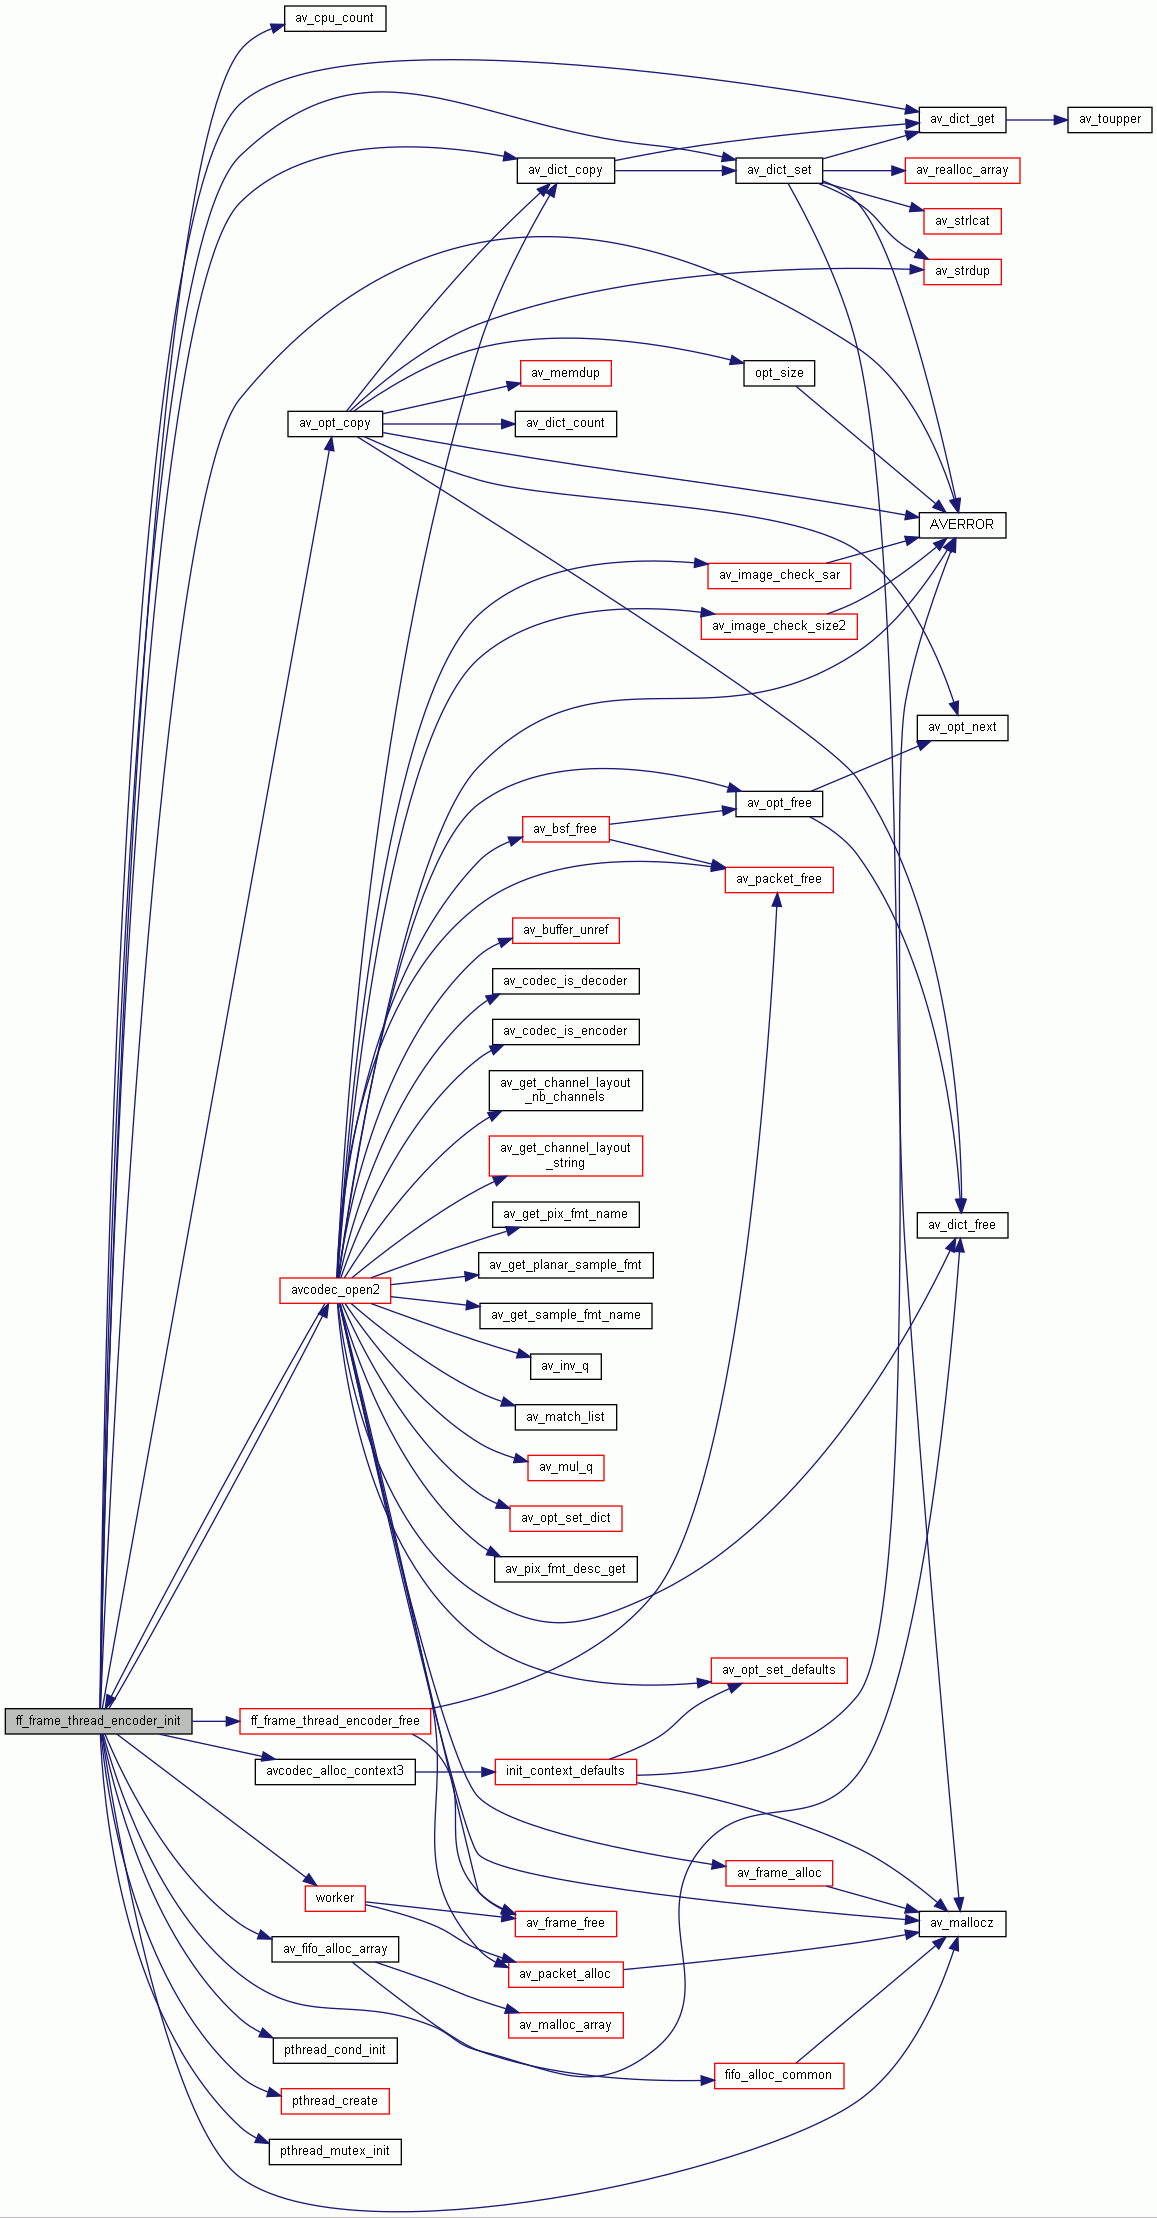 av_cpu_count
av_dict_get
av_toupper
av_dict_copy
av_dict_set
av_realloc_array
av_strlcat
av_strdup
av_memdup
opt_size
av_opt_copy
av_dict_count
AVERROR
av_image_check_sar
av_image_check_size2
av_opt_next
av_opt_free
av_bsf_free
av_packet_free
av_buffer_unref
av_codec_is_decoder
av_codec_is_encoder
av_get_channel_layout
_nb_channels
av_get_channel_layout
_string
av_get_pix_fmt_name
av_dict_free
av_get_planar_sample_fmt
avcodec_open2
av_get_sample_fmt_name
av_inv_q
av_match_list
av_mul_q
av_opt_set_dict
av_pix_fmt_desc_get
av_opt_set_defaults
ff_frame_thread_encoder_init
ff_frame_thread_encoder_free
avcodec_alloc_context3
init_context_defaults
av_frame_alloc
worker
av_frame_free
av_mallocz
av_fifo_alloc_array
av_packet_alloc
av_malloc_array
pthread_cond_init
fifo_alloc_common
pthread_create
pthread_mutex_init